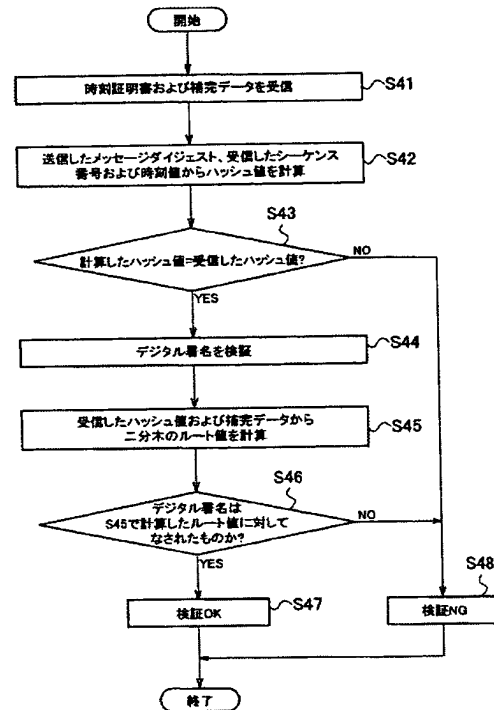 開始
時刻証明書および補完データを受信
S41
送信したメッセージダイジェスト、受信したシーケンス
番号および時刻値からハッシュ値を計算
S42
S43
計算したハッシュ値=受信したハッシュ値?
NO
YES
デジタル署名を検証
S44
受信したハッシュ値および補完データから
二分木のルート値を計算
S45
S46
デジタル署名は
S45で計算したルート値に対して
なされたものか?
NO
YES
S48
検証OK
S47
検証NG
終了